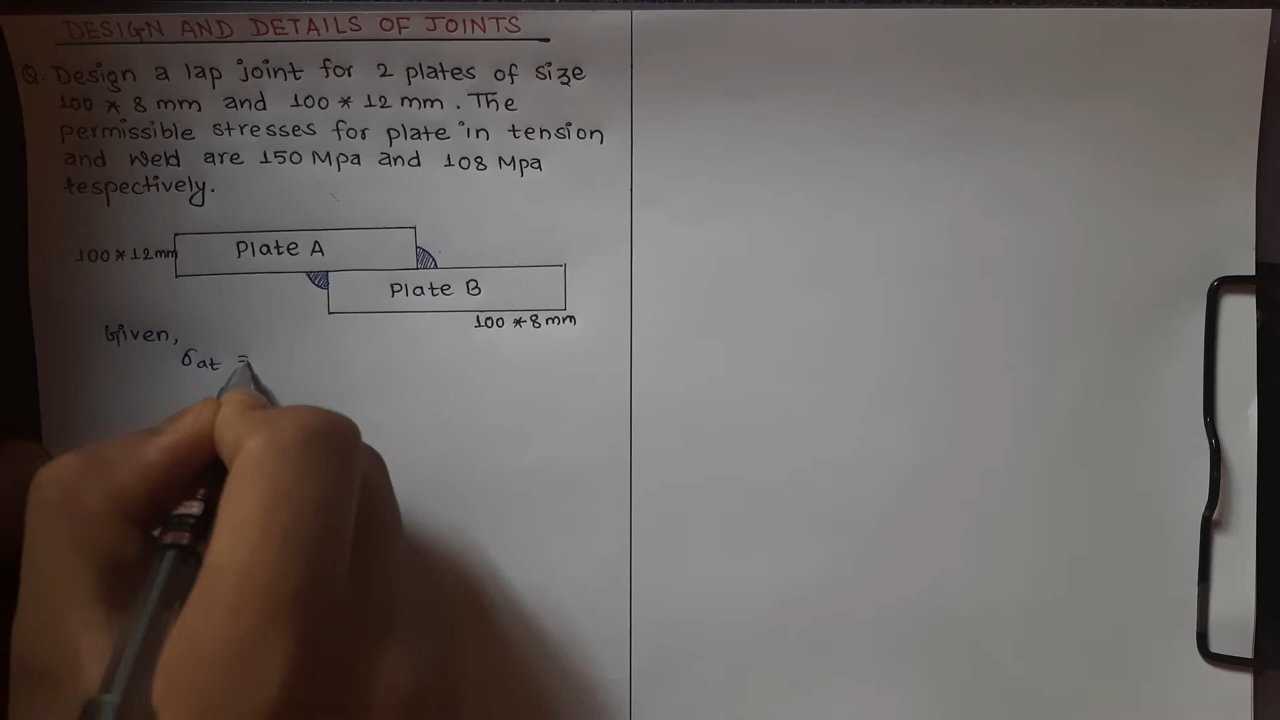 DESIGN AND DETAILS OF JOINTS
Q. Design a lap joint for 2 plates of size
100 * 8 mm and 100 * 12 mm. The
permissible stresses for plate in tension
and weld are 150 Mpa and 108 Mpa
tespectively.
100 * 12 mm
Plate A
Plate B
100 * 8 mm
Given,
σat =